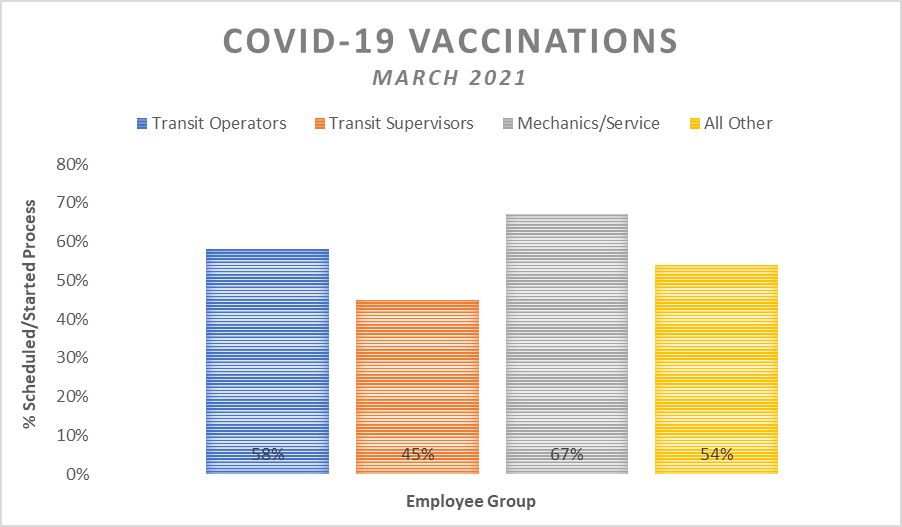 COVID-19 VACCINATIONS
MARCH 2021
Transit Operators Transit Supervisors Mechanics/Service All Other
80%
70%
60%
50%
40%
30%
20%
10%
0%
% Scheduled/Started Process
58% 45% 67% 54%
Employee Group